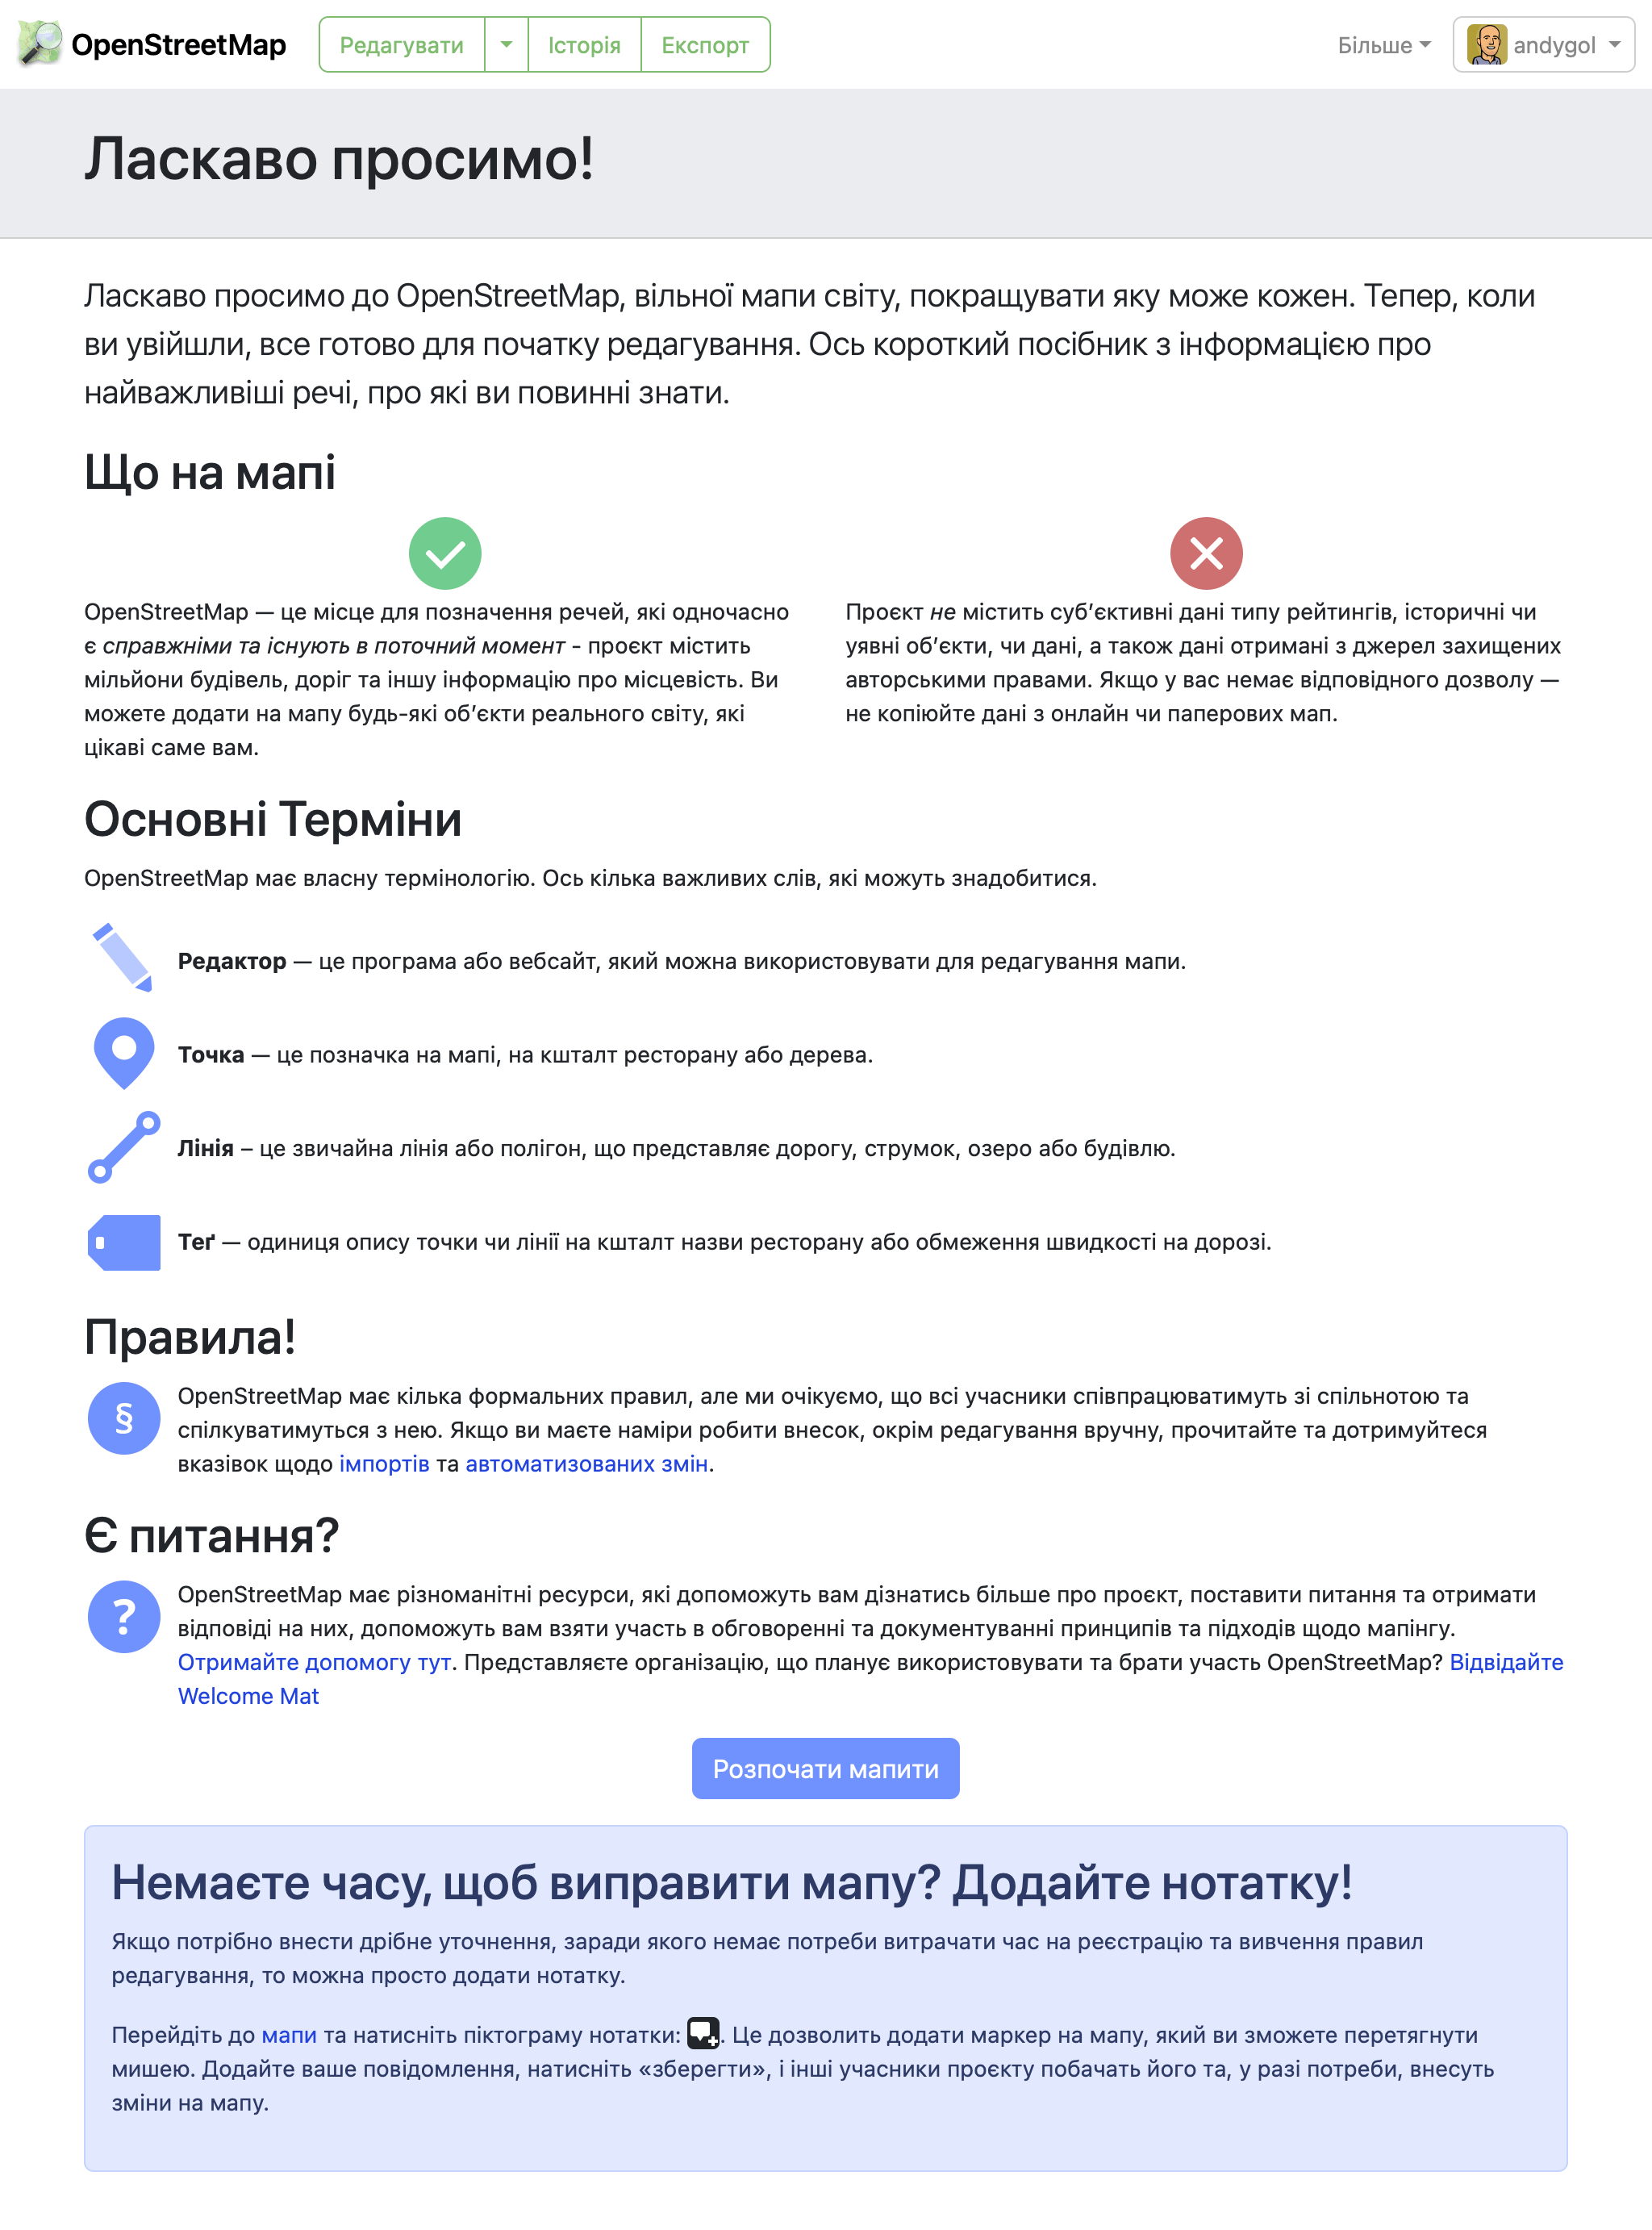 OpenStreetMap
Редагувати
Історія
Експорт
Більше
andygol
Ласкаво просимо!
Ласкаво просимо до OpenStreetMap, вільної мапи світу, покращувати яку може кожен. Тепер, коли
ви увійшли, все готово для початку редагування. Ось короткий посібник з інформацією про
найважливіші речі, про які ви повинні знати.
Що на мапі
OpenStreetMap — це місце для позначення речей, які одночасно
є справжніми та існують в поточний момент - проєкт містить
мільйони будівель, доріг та іншу інформацію про місцевість. Ви
можете додати на мапу будь-які обʼєкти реального світу, які
цікаві саме вам.
Проєкт не містить субʼєктивні дані типу рейтингів, історичні чи
уявні обʼєкти, чи дані, а також дані отримані з джерел захищених
авторськими правами. Якщо у вас немає відповідного дозволу —
не копіюйте дані з онлайн чи паперових мап.
Основні Терміни
OpenStreetMap має власну термінологію. Ось кілька важливих слів, які можуть знадобитися.
Редактор — це програма або вебсайт, який можна використовувати для редагування мапи.
Точка — це позначка на мапі, на кшталт ресторану або дерева.
Лінія – це звичайна лінія або полігон, що представляє дорогу, струмок, озеро або будівлю.
Теґ — одиниця опису точки чи лінії на кшталт назви ресторану або обмеження швидкості на дорозі.
Правила!
§
OpenStreetMap має кілька формальних правил, але ми очікуємо, що всі учасники співпрацюватимуть зі спільнотою та
спілкуватимуться з нею. Якщо ви маєте наміри робити внесок, окрім редагування вручну, прочитайте та дотримуйтеся
вказівок щодо імпортів та автоматизованих змін.
Є питання?
?
OpenStreetMap має різноманітні ресурси, які допоможуть вам дізнатись більше про проєкт, поставити питання та отримати
відповіді на них, допоможуть вам взяти участь в обговоренні та документуванні принципів та підходів щодо мапінгу.
Отримайте допомогу тут. Представляєте організацію, що планує використовувати та брати участь OpenStreetMap? Відвідайте
Welcome Mat
Розпочати мапити
Немаєте часу, щоб виправити мапу? Додайте нотатку!
Якщо потрібно внести дрібне уточнення, заради якого немає потреби витрачати час на реєстрацію та вивчення правил
редагування, то можна просто додати нотатку.
Перейдіть до мапи та натисніть піктограму нотатки: . Це дозволить додати маркер на мапу, який ви зможете перетягнути
мишею. Додайте ваше повідомлення, натисніть «зберегти», і інші учасники проєкту побачать його та, у разі потреби, внесуть
зміни на мапу.